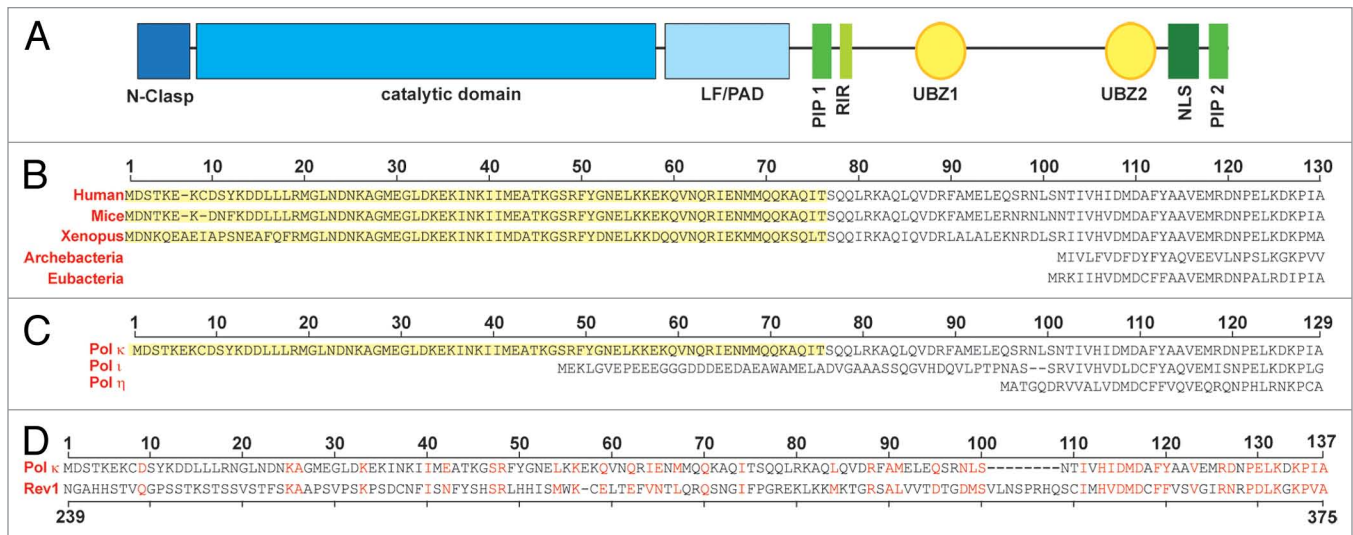 A
N-Clasp
catalytic domain
LF/PAD
PIP 1
RIR
UBZ1
UBZ2
NLS
PIP 2
B
1 10 20 30 40 50 60 70 80 90 100 110 120 130
Human MDSTKE-KCDSYKDDLLLRMGLNDNKAGMEGLDKEKINKIIMEATKGSRFYGNELKKEKQVNQRIENMMQQKAQITSQQLRKAQLQVDRFAMELEQSRNLSNTIVHIDMDAFYAAVEMRDNPELKDKPIA
Mice MDNTKE-K-DNFKDDLLLRMGLNDNKAGMEGLDKEKINKIIMEATKGSRFYGNELKKEKQVNQRIENMMQQKAQITSQQLRKAQLQVDKFAMELERNRNLNNTIVHIDMDAFYAAVEMRDNPELKDKPIA
Xenopus MDNKQEAEIAPSNEAFQFRMGLNDNKAGMEGLDKEKINKIIMDATKGSRFYDNELKKDQQVNQRIEKMMQQKSQLTSQQIRKAQIQVDRLALALEKNRDLSRIIVHVDMDAFYAAVEMRDNPELKDKPMA
Archebacteria MIVLFVDFDYFYAQVEEVLNPSLKGKPVV
Eubacteria MRKIIHVDMDCFFAAVEMRDNPALRDIPIA
C
1 10 20 30 40 50 60 70 80 90 100 110 120 129
Pol κ MDSTKEKCDSYKDDLLLRMGLNDNKAGMEGLDKEKINKIIMEATKGSRFYGNELKKEKQVNQRIENMMQQKAQITSQQLRKAQLQVDRFAMELEQSRNLSNTIVHIDMDAFYAAVEMRDNPELKDKPIA
Pol ι MEKLGVEPEEEGGGDDDEEDAEAWAMELADVGAAASSQGVHDQVLPTPNAS--SRVIVHVDLDCFYAQVEMISNPELKDKPLG
Pol η MATGQDRVVALVDMDCFFVQVEQRQNPHLRNKPCA
D
1 10 20 30 40 50 60 70 80 90 100 110 120 130 137
Pol κ MDSTKEKCDSYKDDLLLRNGLNDNKAGMEGLDKEKINKIIMEATKGSRFYGNELKKEKQVNQRIENMMQQKAQITSQQLRKAQLQVDRFAMELEQSRNLS--------NTIVHIDMDAFYAAVEMRDNPELKDKPIA
Rev1 NGAHHSTVQGPSSTKSTSSVSTFSKAAPSVPSKPSDCNFISNFYSHSRLHHISMWK-CELTEFVNTLQRQSNGIFPGREKLKKMKTGRSALVVTDTGDMSVLNSPRHQSCIMHVDMDCFFVSVGIRNRPDLKGKPVA
239 375